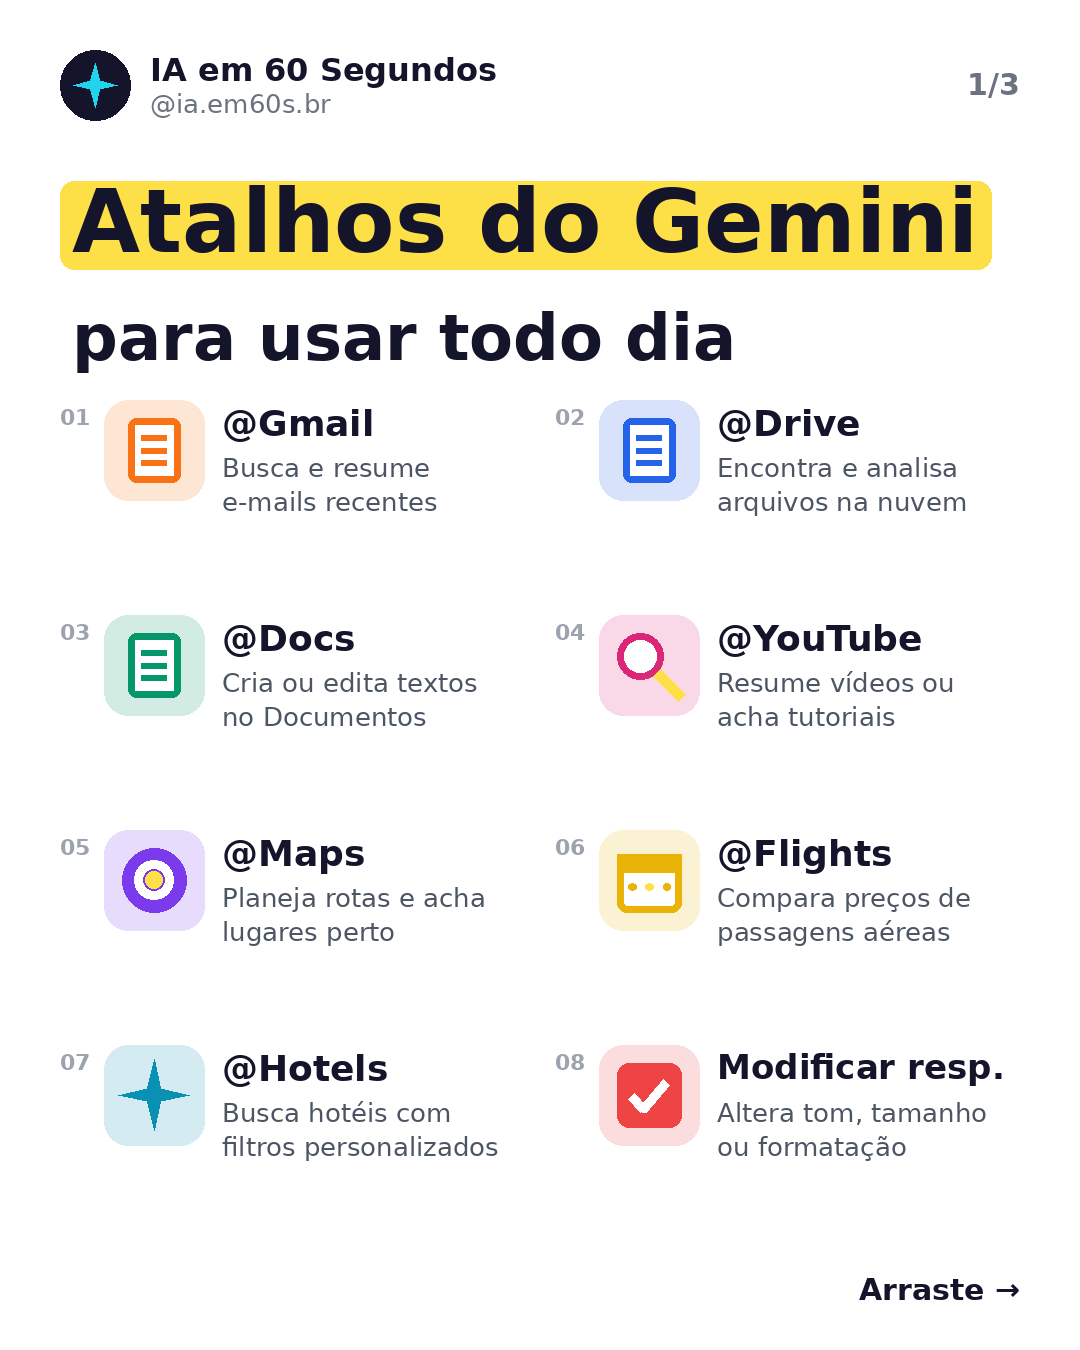 IA em 60 Segundos
@ia.em60s.br
1/3
Atalhos do Gemini
para usar todo dia
01
@Gmail
Busca e resume
e-mails recentes
02
@Drive
Encontra e analisa
arquivos na nuvem
03
@Docs
Cria ou edita textos
no Documentos
04
@YouTube
Resume vídeos ou
acha tutoriais
05
@Maps
Planeja rotas e acha
lugares perto
06
@Flights
Compara preços de
passagens aéreas
07
@Hotels
Busca hotéis com
filtros personalizados
08
Modificar resp.
Altera tom, tamanho
ou formatação
Arraste →